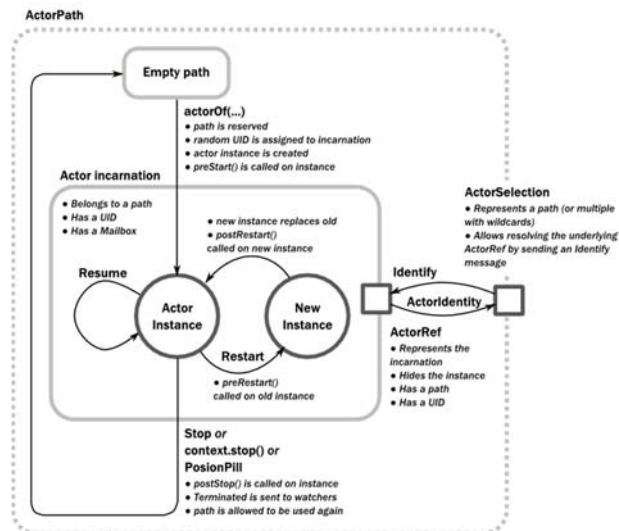 ActorPath
Empty path
actorOf(...)
• path is reserved
• random UID is assigned to incarnation
• actor instance is created
• preStart() is called on instance
Actor incarnation
• Belongs to a path
• Has a UID
• Has a Mailbox
• new instance replaces old
• postRestart()
called on new instance
Resume
Actor
Instance
New
Instance
Restart
• preRestart()
called on old instance
ActorSelection
• Represents a path (or multiple
with wildcards)
• Allows resolving the underlying
ActorRef by sending an Identify
message
Identify
ActorIdentity
ActorRef
• Represents the
incarnation
• Hides the instance
• Has a path
• Has a UID
Stop or
context.stop() or
PosionPill
• postStop() is called on instance
• Terminated is sent to watchers
• path is allowed to be used again